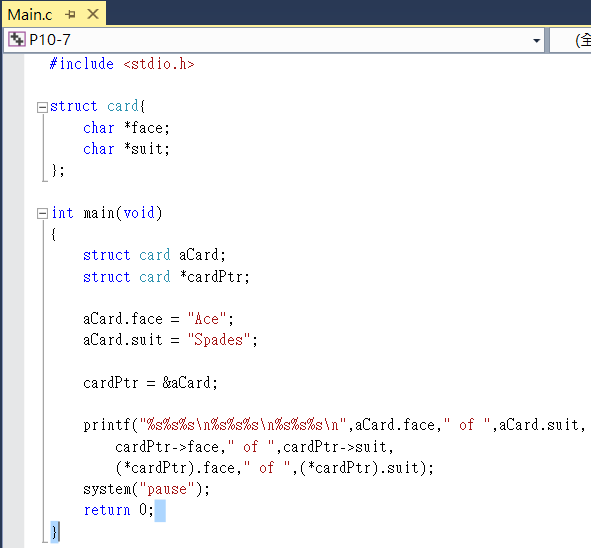 Main.c
P10-7
(全
#include <stdio.h>
struct card{
char *face;
char *suit;
};
int main(void)
{
struct card aCard;
struct card *cardPtr;
aCard.face = "Ace";
aCard.suit = "Spades";
cardPtr = &aCard;
printf("%s%s%s\n%s%s%s\n%s%s%s\n",aCard.face," of ",aCard.suit,
cardPtr->face," of ",cardPtr->suit,
(*cardPtr).face," of ",(*cardPtr).suit);
system("pause");
return 0;
}